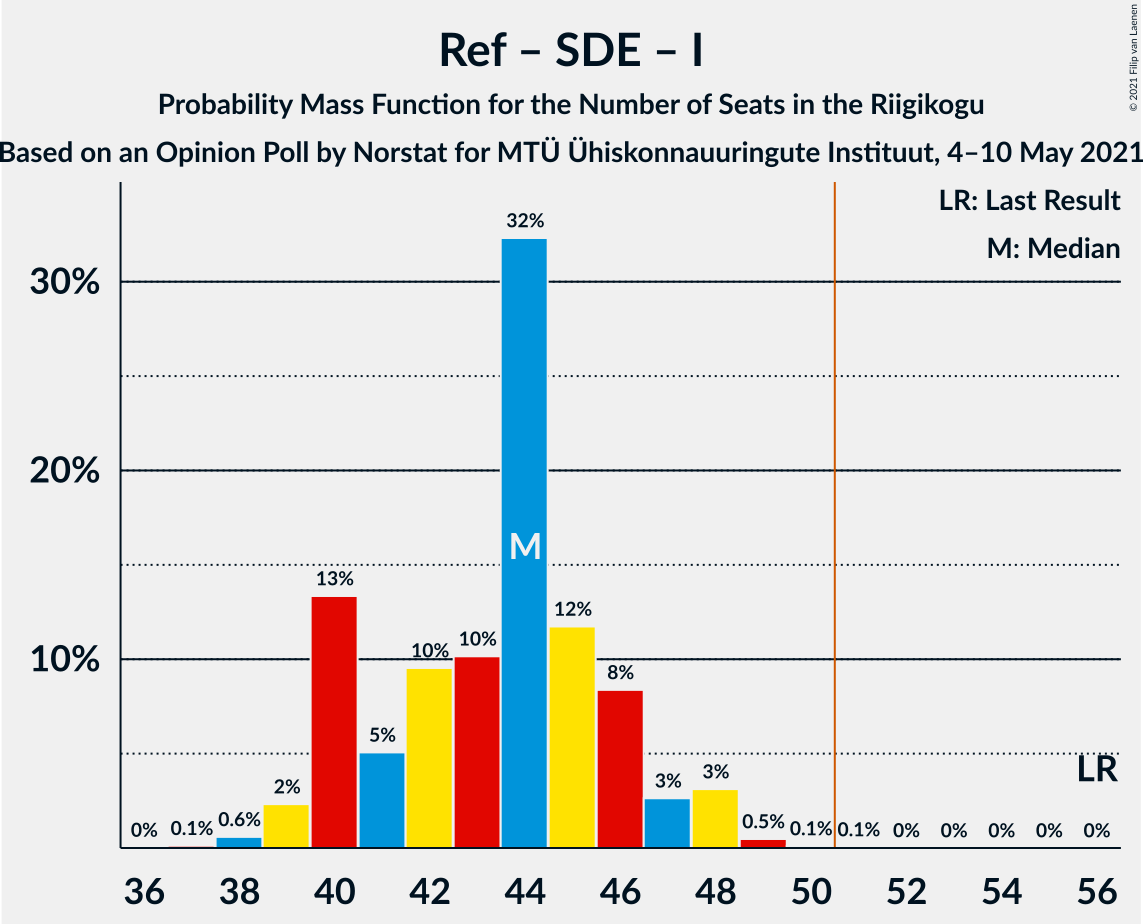 Ref – SDE – I
Probability Mass Function for the Number of Seats in the Riigikogu
Based on an Opinion Poll by Norstat for MTÜ Ühiskonnauuringute Instituut, 4–10 May 2021
© 2021 Filip van Laenen
LR: Last Result
M: Median
30%
20%
10%
0% 0.1% 0.6% 2% 13% 5% 10% 10% 32% 12% 8% 3% 3% 0.5% 0.1% 0.1% 0% 0% 0% 0% 0%
M
LR
36 38 40 42 44 46 48 50 52 54 56